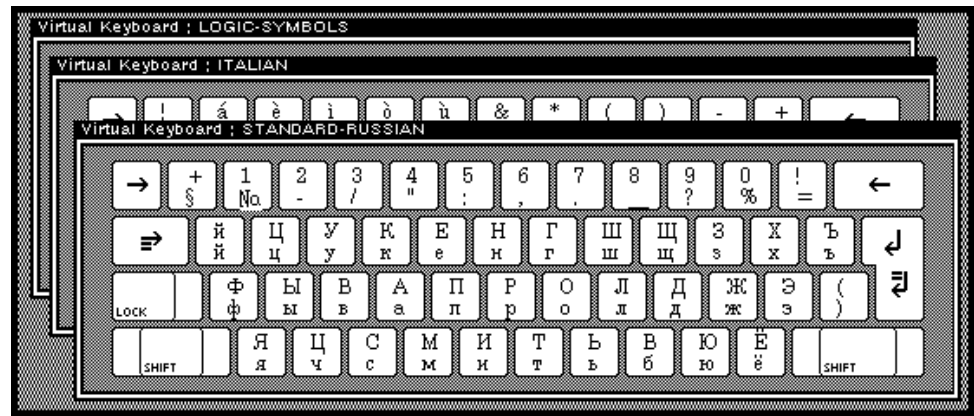 Virtual Keyboard ; LOGIC-SYMBOLS
Virtual Keyboard ; ITALIAN
→ ! á è ì ò ù & * ( ) - + ←
Virtual Keyboard ; STANDARD-RUSSIAN
→ + 1 2 3 4 5 6 7 8 9 0 ! ←
§ No. - / " : , . _ ? % =
й Ц У К Е Н Г Ш Щ З Х Ъ
й ц у к е н г ш щ з х ъ
Ф Ы В А П Р О Л Д Ж Э (
LOCK ф ы в а п р о л д ж э )
Я Ц С М И Т Ь В Ю Ё
SHIFT я ч с м и т ь б ю ё SHIFT